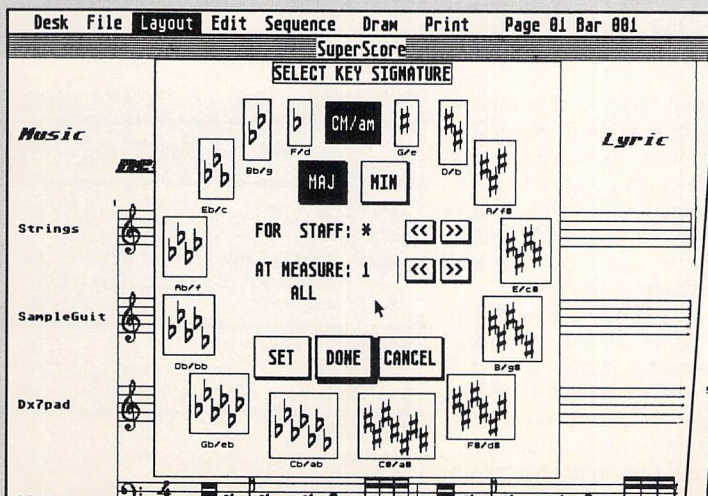 Desk File Layout Edit Sequence Draw Print Page 01 Bar 001
SuperScore
SELECT KEY SIGNATURE
Music
Lyric
CM/am
F/d
G/e
Bb/g
D/b
Eb/c
A/f#
MAJ MIN
Strings
FOR STAFF: * << >>
Ab/f
AT MEASURE: 1 << >>
E/c#
ALL
SampleGuit
Db/bb
B/g#
SET DONE CANCEL
Dx7pad
Gb/eb
F#/d#
Cb/ab
C#/a#